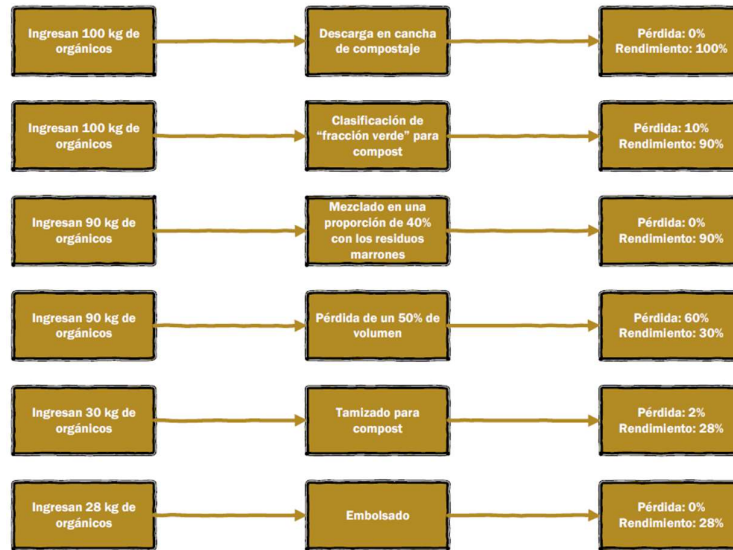 Ingresan 100 kg de
orgánicos
Descarga en cancha
de compostaje
Pérdida: 0%
Rendimiento: 100%
Ingresan 100 kg de
orgánicos
Clasificación de
“fracción verde” para
compost
Pérdida: 10%
Rendimiento: 90%
Ingresan 90 kg de
orgánicos
Mezclado en una
proporción de 40%
con los residuos
marrones
Pérdida: 0%
Rendimiento: 90%
Ingresan 90 kg de
orgánicos
Pérdida de un 50% de
volumen
Pérdida: 60%
Rendimiento: 30%
Ingresan 30 kg de
orgánicos
Tamizado para
compost
Pérdida: 2%
Rendimiento: 28%
Ingresan 28 kg de
orgánicos
Embolsado
Pérdida: 0%
Rendimiento: 28%